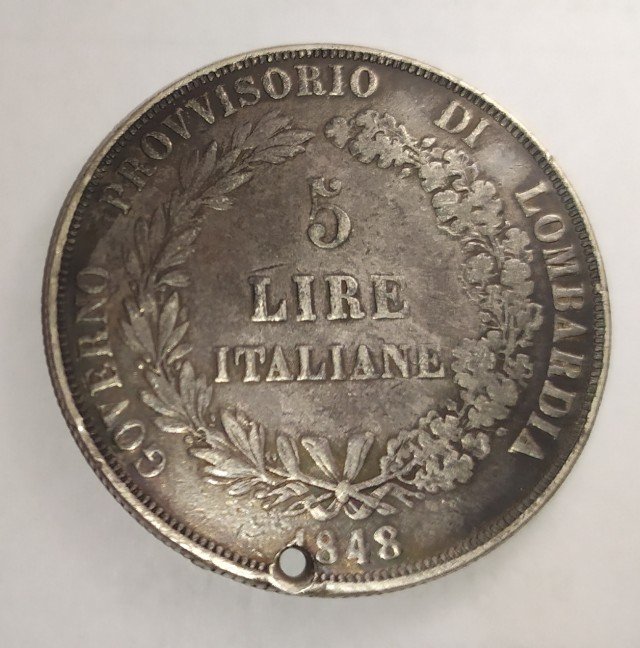 GOVERNO PROVVISORIO DI LOMBARDIA
5
LIRE
ITALIANE
1848